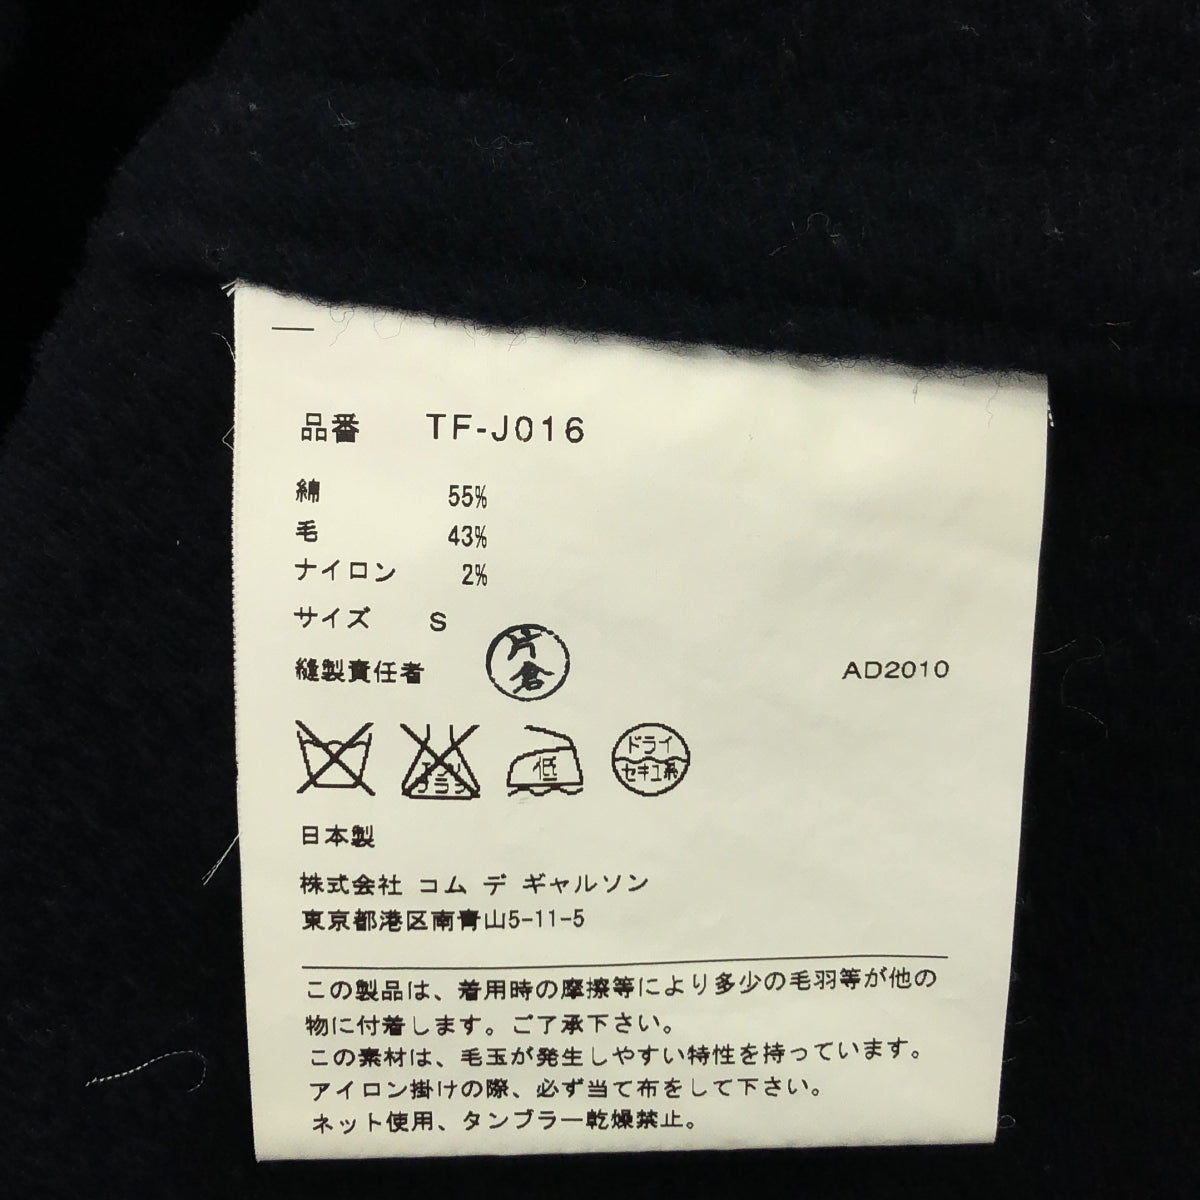 品番 TF-J016
綿 55%
毛 43%
ナイロン 2%
サイズ S
縫製責任者 片倉 AD2010
エンソサラシ 低 ドライセキユ系
日本製
株式会社 コム デ ギャルソン
東京都港区南青山5-11-5
この製品は、着用時の摩擦等により多少の毛羽等が他の
物に付着します。ご了承下さい。
この素材は、毛玉が発生しやすい特性を持っています。
アイロン掛けの際、必ず当て布をして下さい。
ネット使用、タンブラー乾燥禁止。